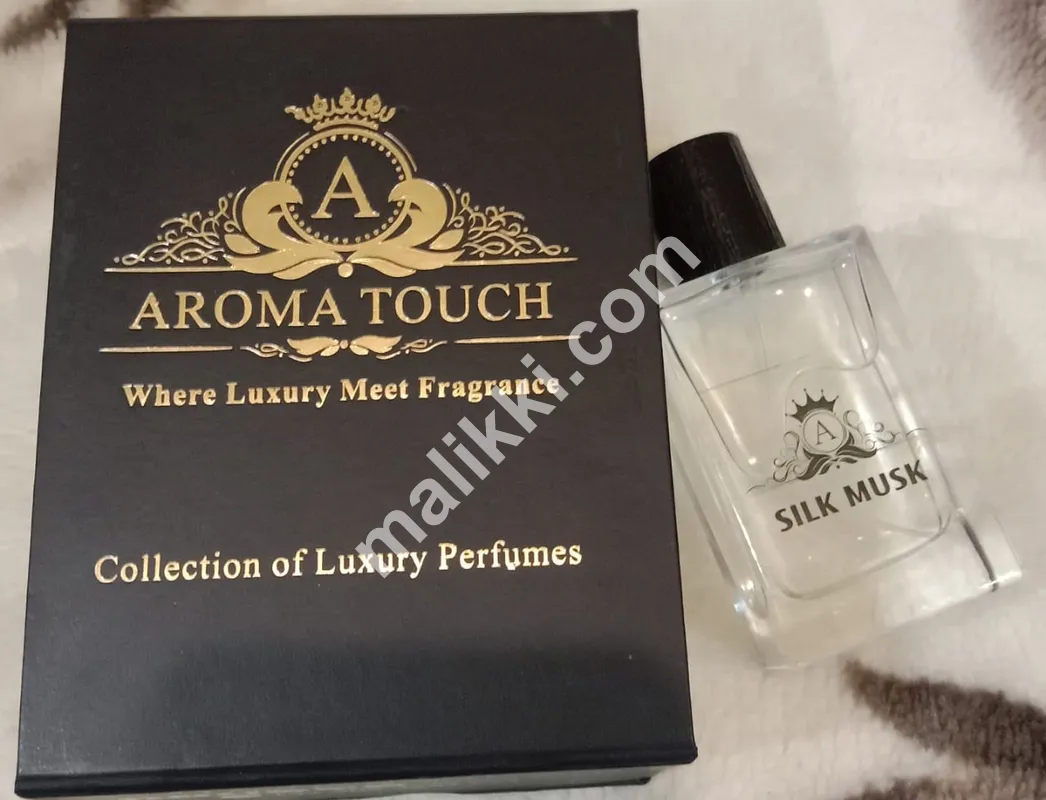 A
AROMA TOUCH
Where Luxury Meet Fragrance
Collection of Luxury Perfumes
A
SILK MUSK
malikki.com